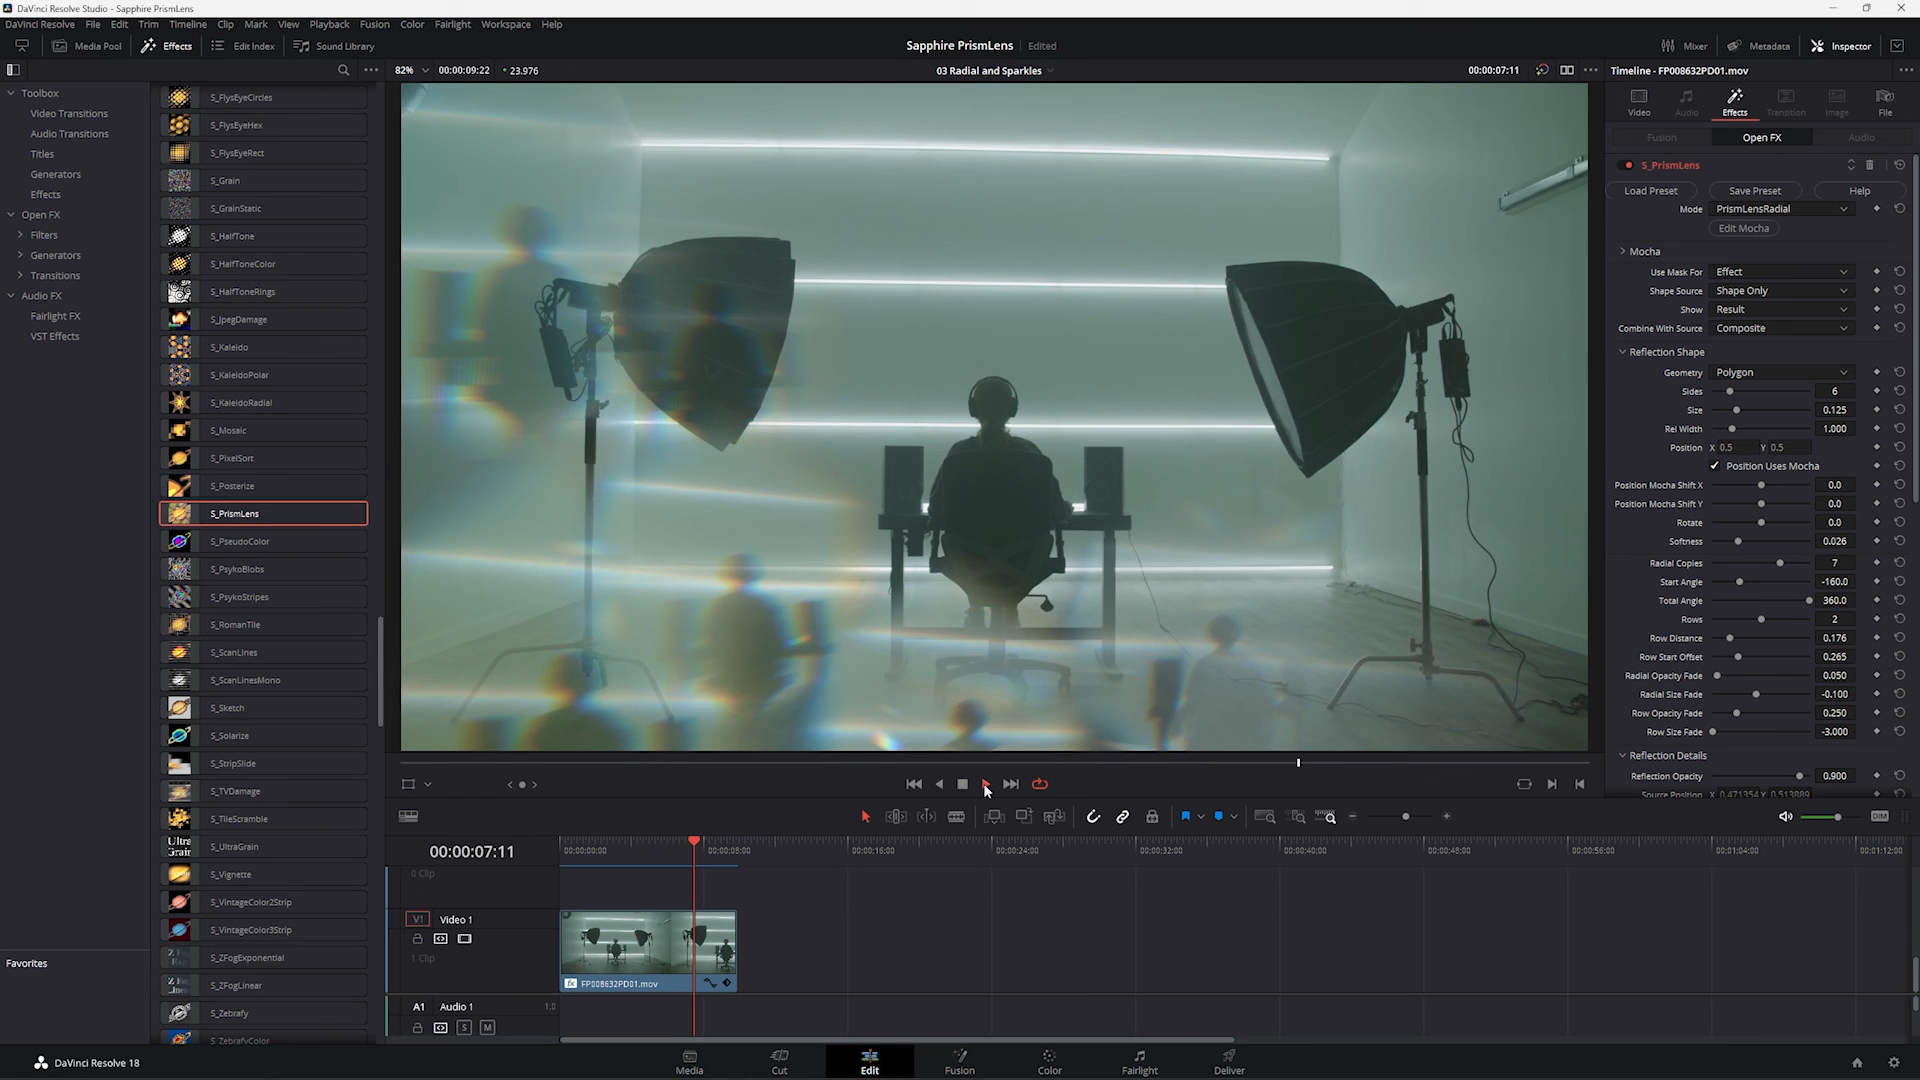 DaVinci Resolve Studio - Sapphire PrismLens
DaVinci Resolve File Edit Trim Timeline Clip Mark View Playback Fusion Color Fairlight Workspace Help
Media Pool Effects Edit Index Sound Library
Sapphire PrismLens Edited
Mixer Metadata Inspector
82% 00:00:09:22 23.976
03 Radial and Sparkles
00:00:07:11
Timeline - FP008632PD01.mov
Toolbox
Video Transitions
Audio Transitions
Titles
Generators
Effects
Open FX
Filters
Generators
Transitions
Audio FX
Fairlight FX
VST Effects
Favorites
S_FlysEyeCircles
S_FlysEyeHex
S_FlysEyeRect
S_Grain
S_GrainStatic
S_HalfTone
S_HalfToneColor
S_HalfToneRings
S_JpegDamage
S_Kaleido
S_KaleidoPolar
S_KaleidoRadial
S_Mosaic
S_PixelSort
S_Posterize
S_PrismLens
S_PseudoColor
S_PsykoBlobs
S_PsykoStripes
S_RomanTile
S_ScanLines
S_ScanLinesMono
S_Sketch
S_Solarize
S_StripSlide
S_TVDamage
S_TileScramble
S_UltraGrain
S_Vignette
S_VintageColor2Strip
S_VintageColor3Strip
S_ZFogExponential
S_ZFogLinear
S_Zebrafy
S_ZebrafyColor
Video Audio Effects Transition Image File
Fusion Open FX Audio
S_PrismLens
Load Preset Save Preset Help
Mode PrismLensRadial
Edit Mocha
Mocha
Use Mask For Effect
Shape Source Shape Only
Show Result
Combine With Source Composite
Reflection Shape
Geometry Polygon
Sides 6
Size 0.125
Rel Width 1.000
Position X 0.5 Y 0.5
Position Uses Mocha
Position Mocha Shift X 0.0
Position Mocha Shift Y 0.0
Rotate 0.0
Softness 0.026
Radial Copies 7
Start Angle -160.0
Total Angle 360.0
Rows 2
Row Distance 0.176
Row Start Offset 0.265
Radial Opacity Fade 0.050
Radial Size Fade -0.100
Row Opacity Fade 0.250
Row Size Fade -3.000
Reflection Details
Reflection Opacity 0.900
Source Position X 0.471354 Y 0.513889
DIM
00:00:07:11
00:00:00:00 00:00:08:00 00:00:16:00 00:00:24:00 00:00:32:00 00:00:40:00 00:00:48:00 00:00:56:00 00:01:04:00 00:01:12:00
0 Clip
V1 Video 1
1 Clip
fx FP008632PD01.mov
A1 Audio 1 1.0
S M
DaVinci Resolve 18
Media Cut Edit Fusion Color Fairlight Deliver